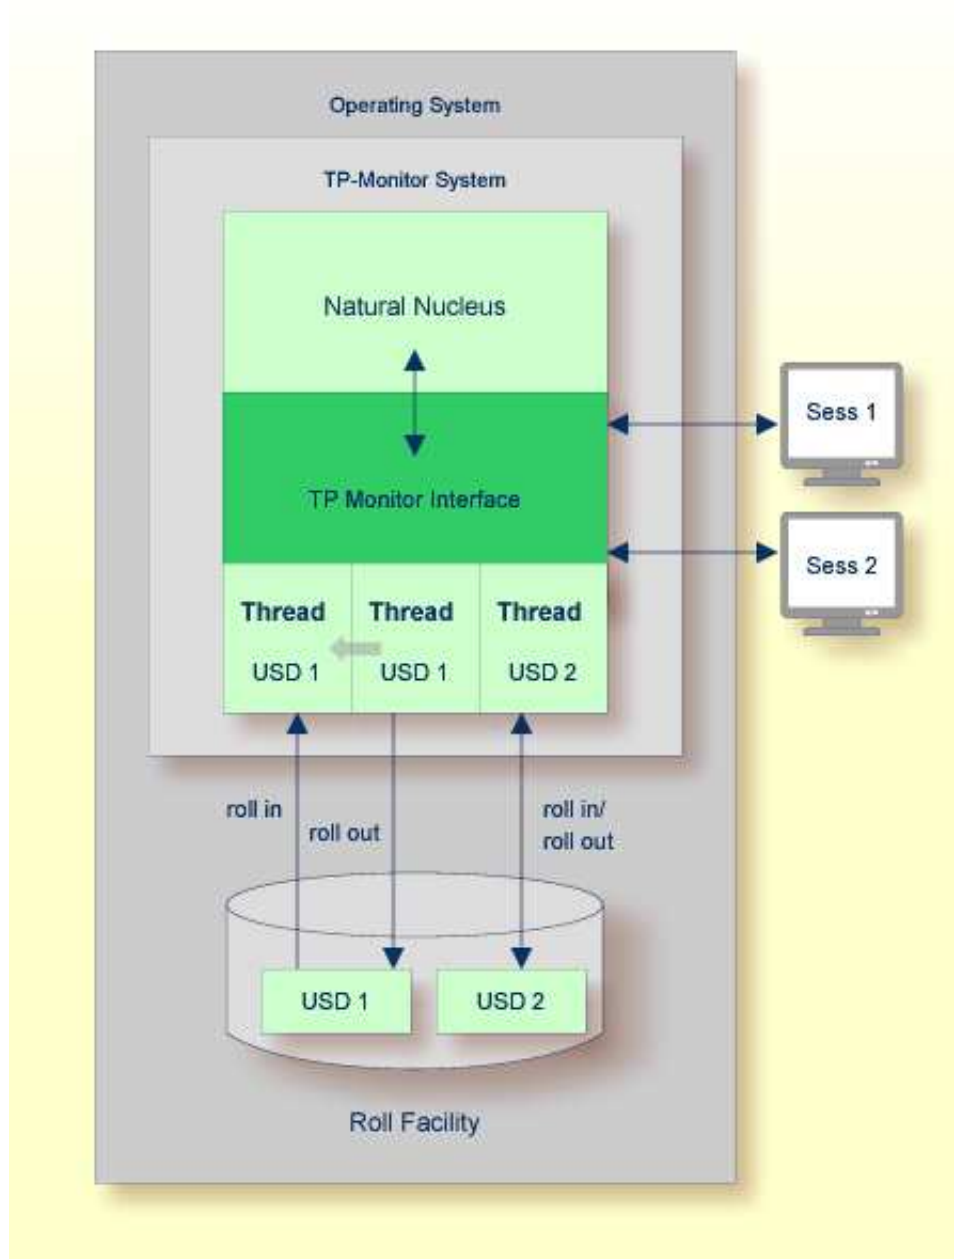 Operating System
TP-Monitor System
Natural Nucleus
Sess 1
TP Monitor Interface
Sess 2
Thread Thread Thread
USD 1 USD 1 USD 2
roll in
roll out
roll in/
roll out
USD 1 USD 2
Roll Facility